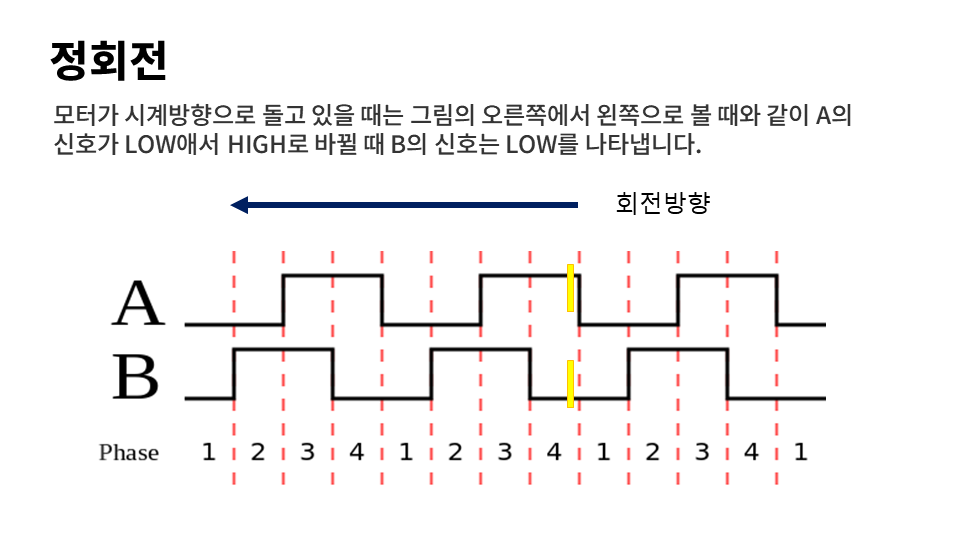 정회전
모터가 시계방향으로 돌고 있을 때는 그림의 오른쪽에서 왼쪽으로 볼 때와 같이 A의
신호가 LOW애서 HIGH로 바뀔 때 B의 신호는 LOW를 나타냅니다.
회전방향
A
B
Phase 1 2 3 4 1 2 3 4 1 2 3 4 1